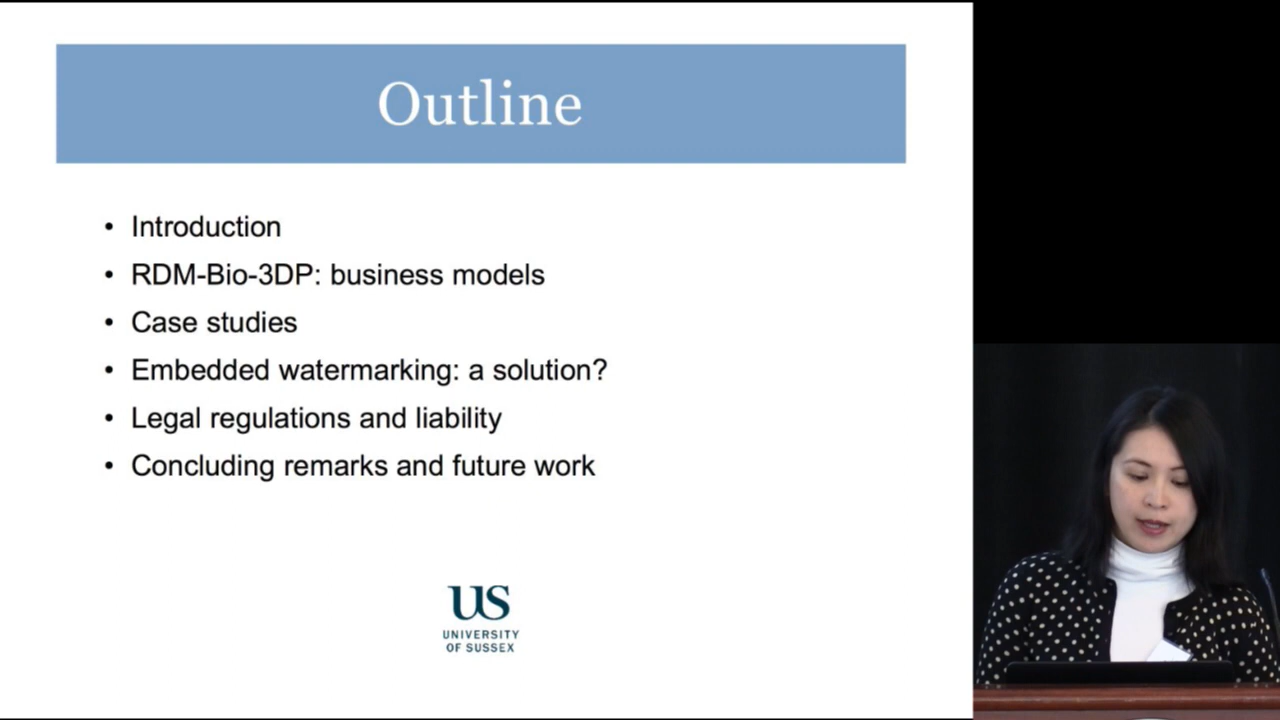 Outline
• Introduction
• RDM-Bio-3DP: business models
• Case studies
• Embedded watermarking: a solution?
• Legal regulations and liability
• Concluding remarks and future work
US
UNIVERSITY
OF SUSSEX